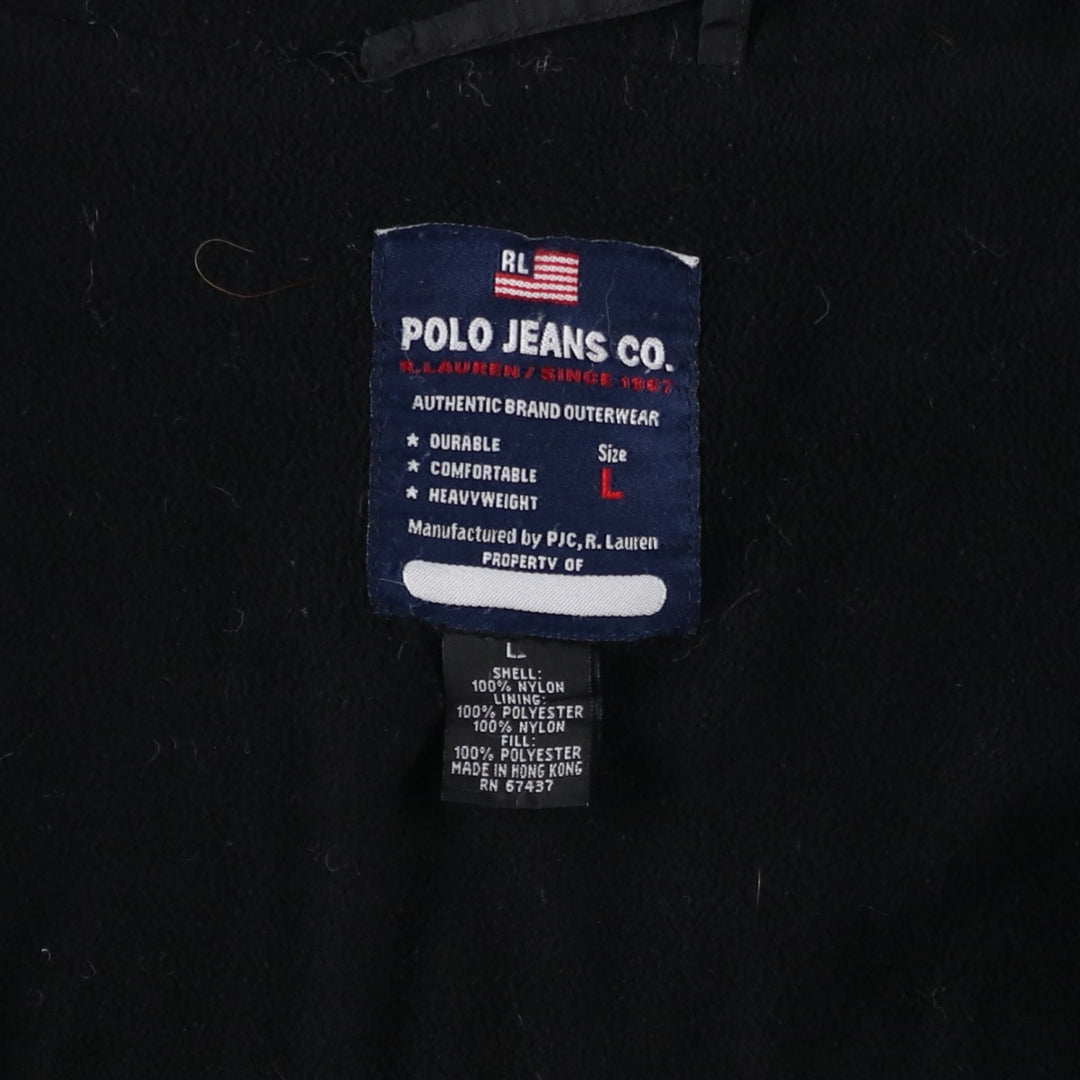 RL
POLO JEANS CO.
R.LAUREN / SINCE 1967
AUTHENTIC BRAND OUTERWEAR
★ DURABLE
★ COMFORTABLE
★ HEAVYWEIGHT
Size
L
Manufactured by PJC, R. Lauren
PROPERTY OF
L
SHELL:
100% NYLON
LINING:
100% POLYESTER
100% NYLON
FILL:
100% POLYESTER
MADE IN HONG KONG
RN 67437